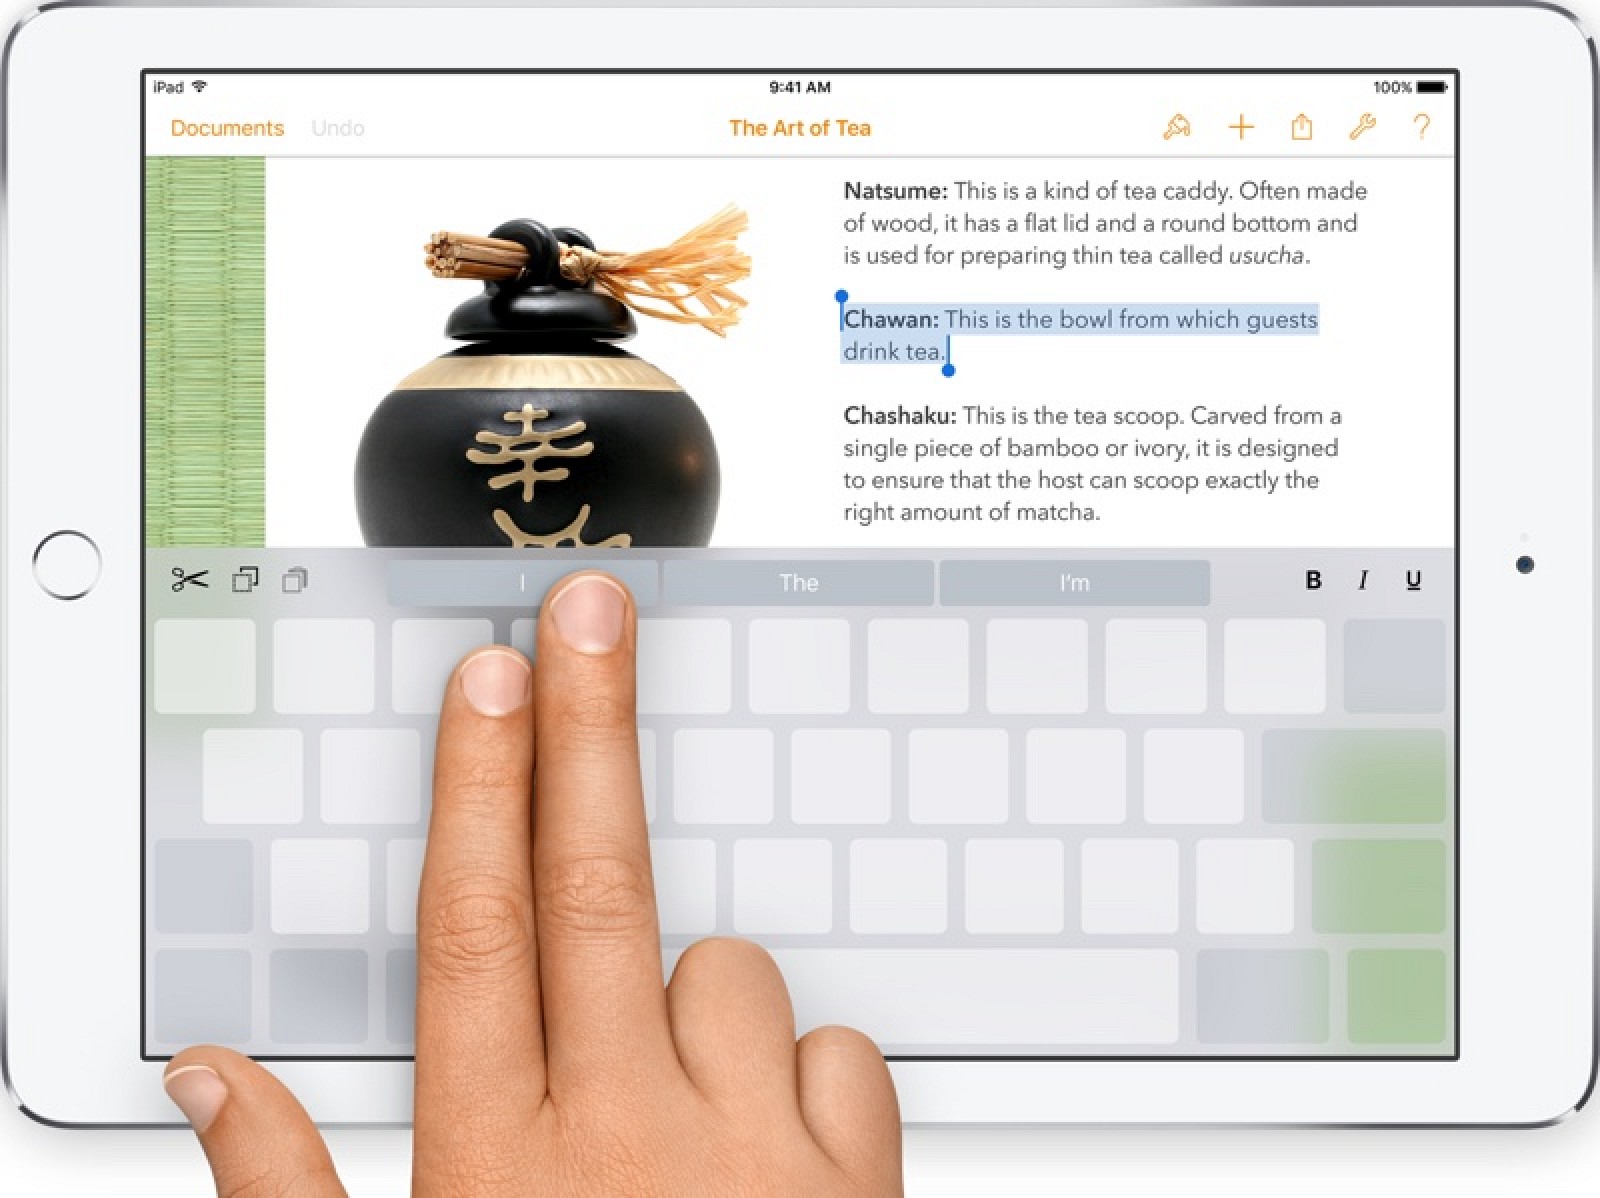 iPad 9:41 AM 100%
Documents Undo The Art of Tea ?
Natsume: This is a kind of tea caddy. Often made
of wood, it has a flat lid and a round bottom and
is used for preparing thin tea called usucha.
Chawan: This is the bowl from which guests
drink tea.
Chashaku: This is the tea scoop. Carved from a
single piece of bamboo or ivory, it is designed
to ensure that the host can scoop exactly the
right amount of matcha.
幸
I The I'm B I U